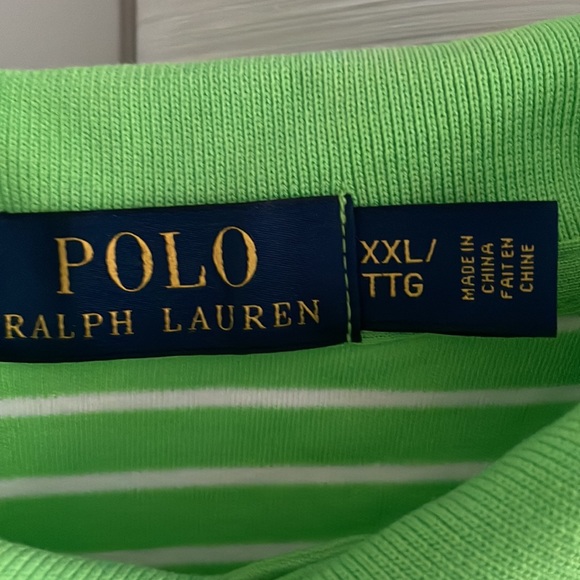 POLO
RALPH LAUREN
XXL/
TTG
MADE IN
CHINA
FAIT EN
CHINE